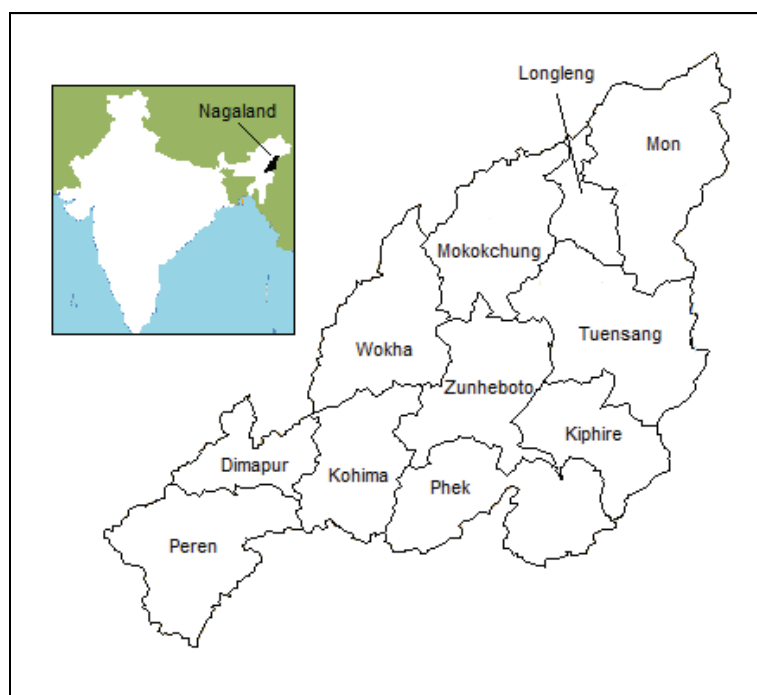 Longleng
Nagaland
Mon
Mokokchung
Tuensang
Wokha
Zunheboto
Kiphire
Dimapur
Kohima
Phek
Peren